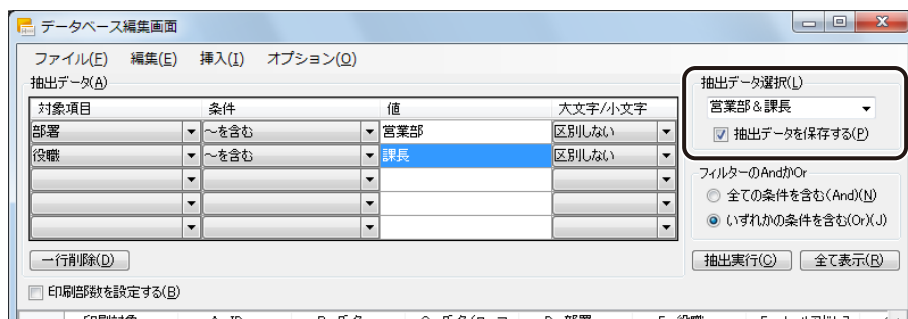 データベース編集画面
ファイル(F) 編集(E) 挿入(I) オプション(O)
抽出データ(A)
対象項目 条件 値 大文字/小文字
部署 ~を含む 営業部 区別しない
役職 ~を含む 課長 区別しない
一行削除(D)
印刷部数を設定する(B)
抽出データ選択(L)
営業部&課長
抽出データを保存する(P)
フィルターのAndかOr
全ての条件を含む(And)(N)
いずれかの条件を含む(Or)(J)
抽出実行(C) 全て表示(R)